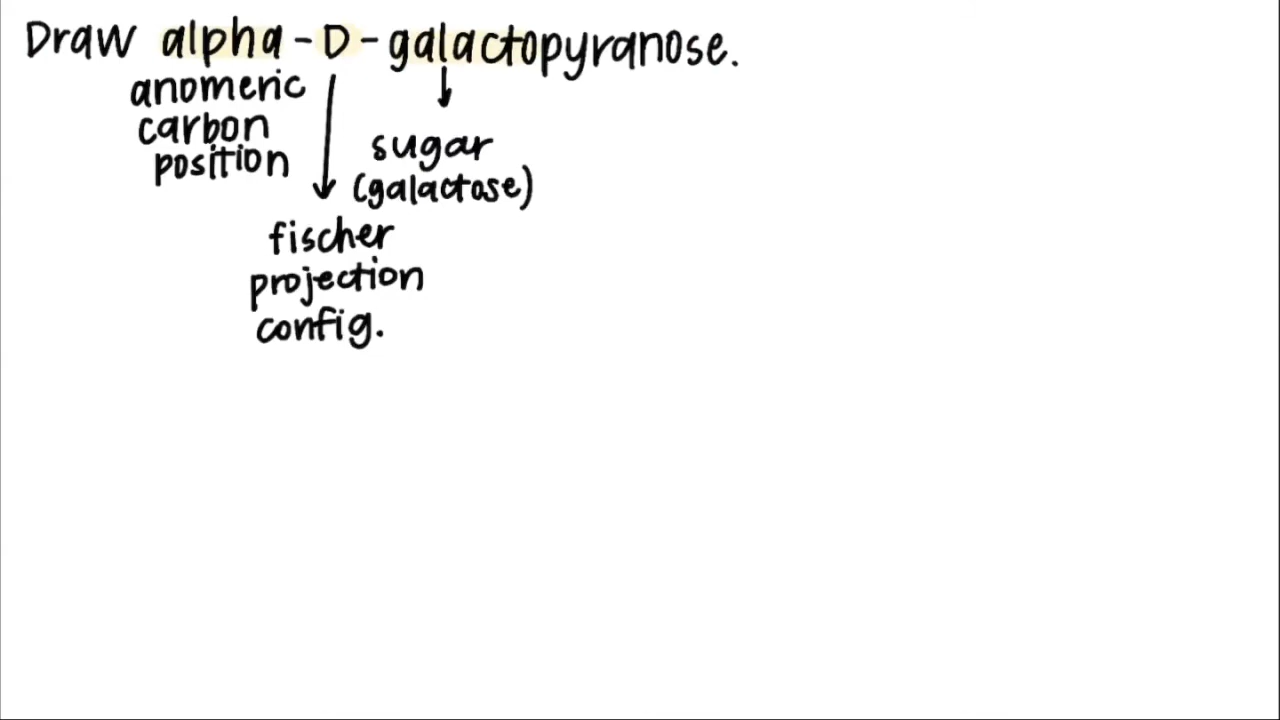 Draw alpha-D-galactopyranose.
anomeric
carbon
position
sugar
(galactose)
fischer
projection
config.